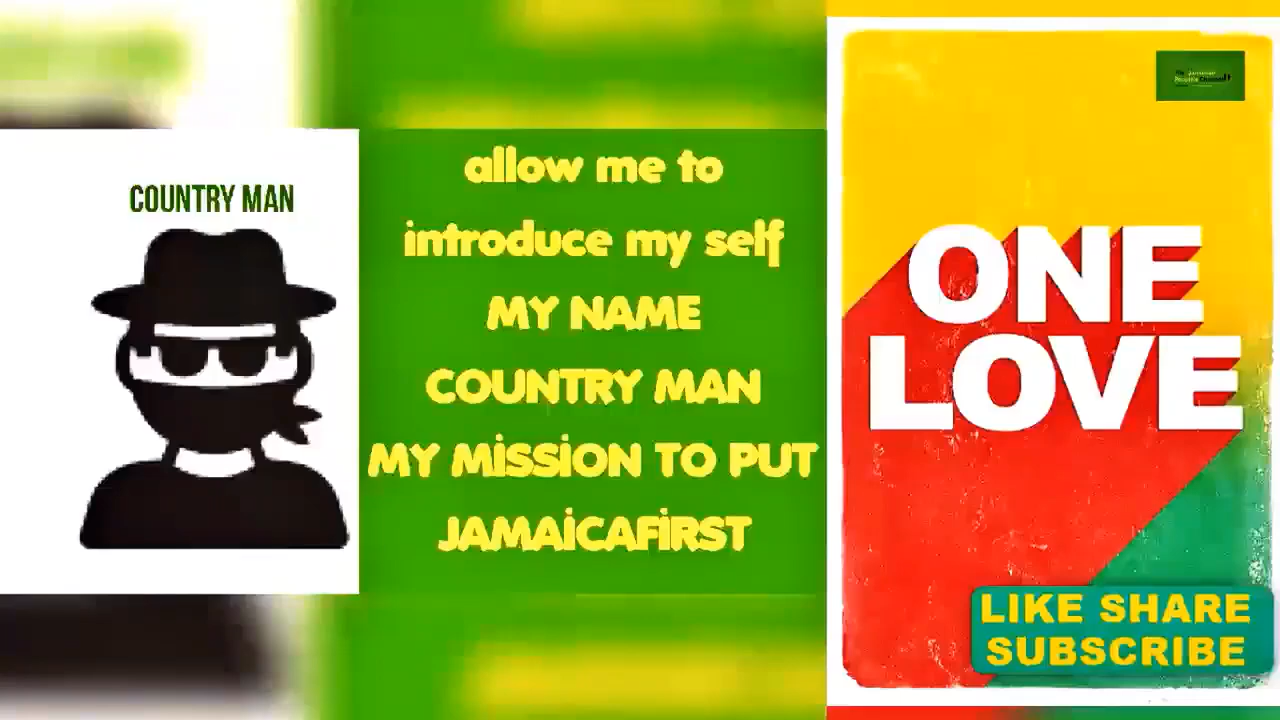 COUNTRY MAN
allow me to
introduce my self
MY NAME
COUNTRY MAN
MY MISSION TO PUT
JAMAICAFIRST
ONE
LOVE
LIKE SHARE
SUBSCRIBE